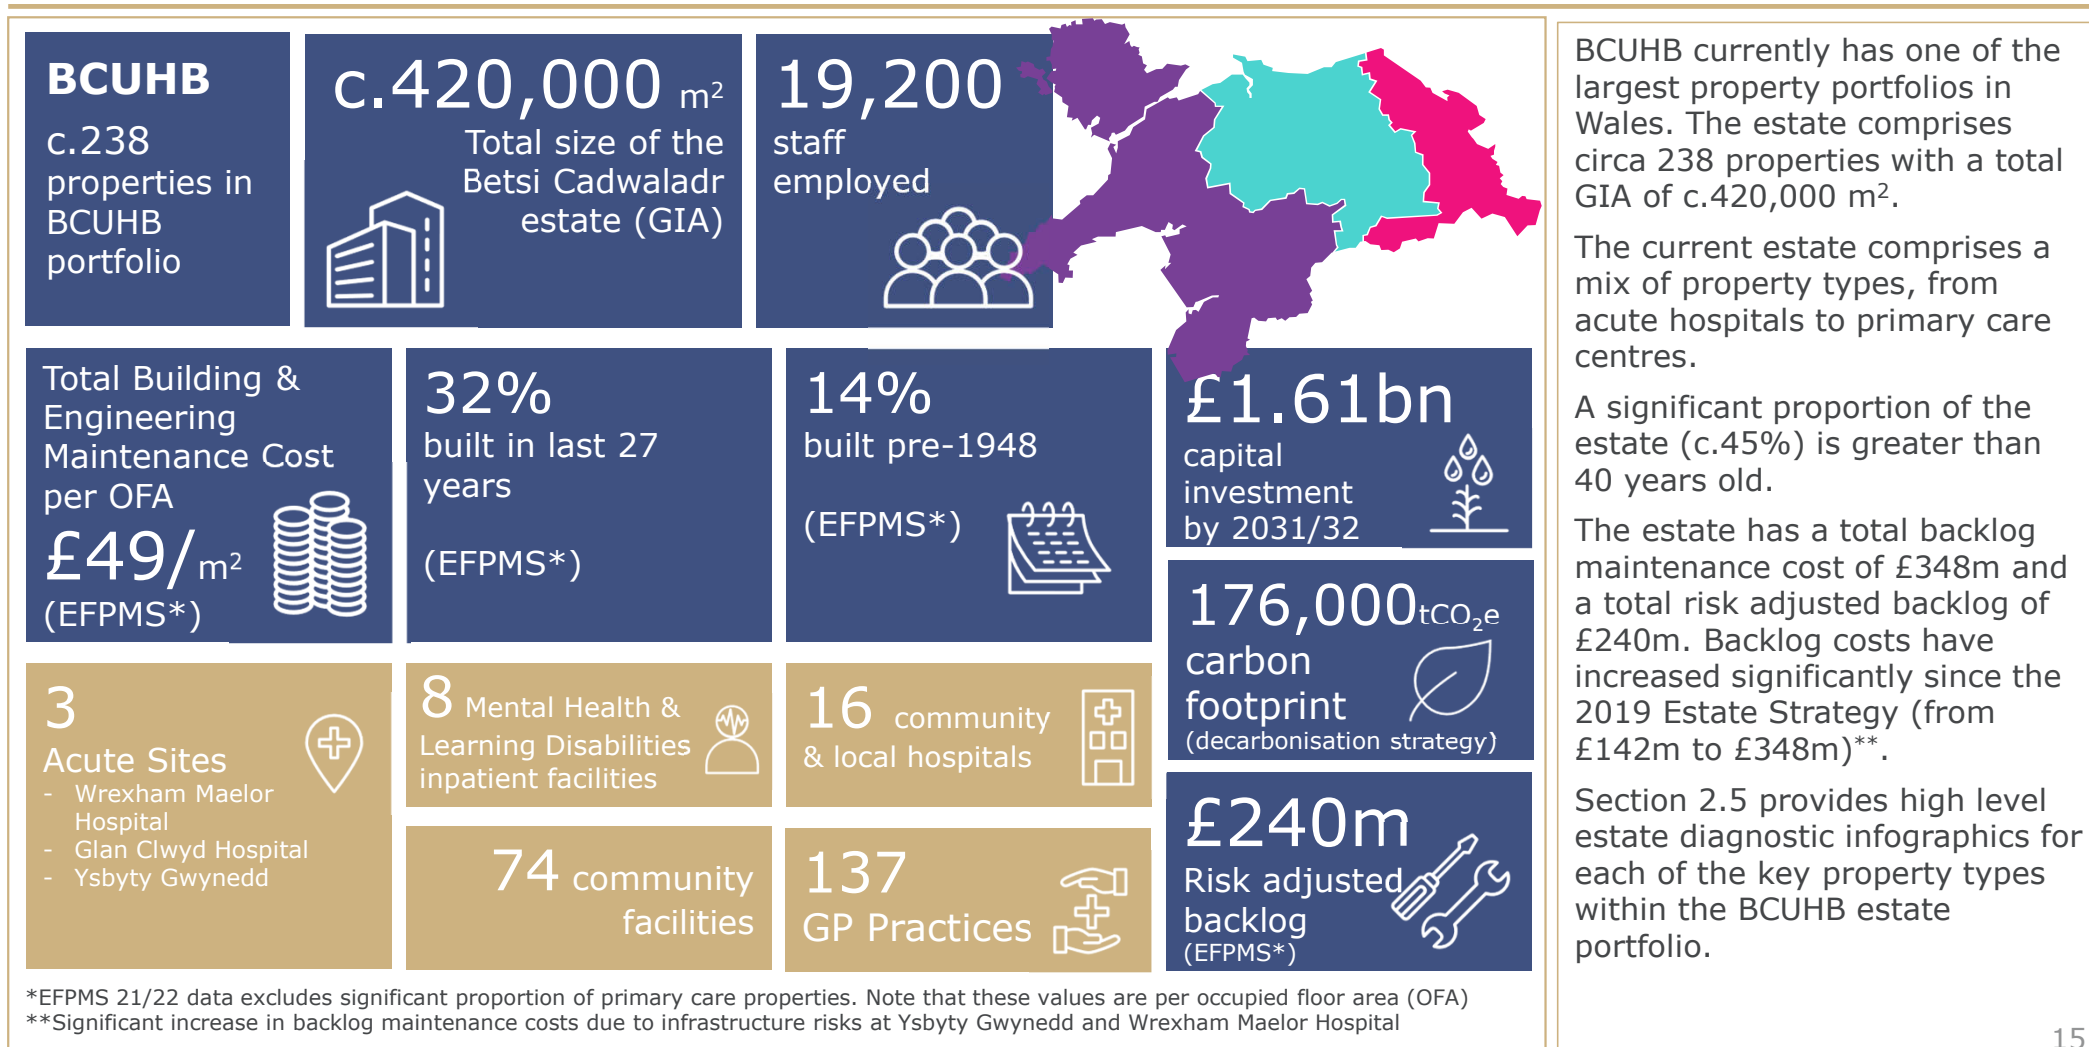 BCUHB
c.238
properties in
BCUHB
portfolio
c.420,000 m²
Total size of the
Betsi Cadwaladr
estate (GIA)
19,200
staff
employed
Total Building &
Engineering
Maintenance Cost
per OFA
£49/m²
(EFPMS*)
32%
built in last 27
years
(EFPMS*)
14%
built pre-1948
(EFPMS*)
£1.61bn
capital
investment
by 2031/32
176,000tCO₂e
carbon
footprint
(decarbonisation strategy)
£240m
Risk adjusted
backlog
(EFPMS*)
3
Acute Sites
- Wrexham Maelor
Hospital
- Glan Clwyd Hospital
- Ysbyty Gwynedd
8 Mental Health &
Learning Disabilities
inpatient facilities
16 community
& local hospitals
74 community
facilities
137
GP Practices
*EFPMS 21/22 data excludes significant proportion of primary care properties. Note that these values are per occupied floor area (OFA)
**Significant increase in backlog maintenance costs due to infrastructure risks at Ysbyty Gwynedd and Wrexham Maelor Hospital
BCUHB currently has one of the
largest property portfolios in
Wales. The estate comprises
circa 238 properties with a total
GIA of c.420,000 m².
The current estate comprises a
mix of property types, from
acute hospitals to primary care
centres.
A significant proportion of the
estate (c.45%) is greater than
40 years old.
The estate has a total backlog
maintenance cost of £348m and
a total risk adjusted backlog of
£240m. Backlog costs have
increased significantly since the
2019 Estate Strategy (from
£142m to £348m)**.
Section 2.5 provides high level
estate diagnostic infographics for
each of the key property types
within the BCUHB estate
portfolio.
15